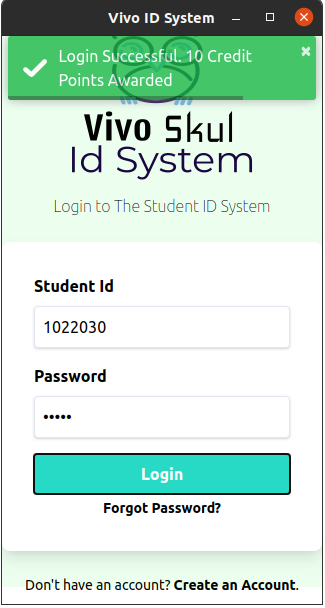 Vivo ID System
Login Successful. 10 Credit
Points Awarded
Vivo Skul
Id System
Login to The Student ID System
Student Id
1022030
Password
•••••
Login
Forgot Password?
Don't have an account? Create an Account.